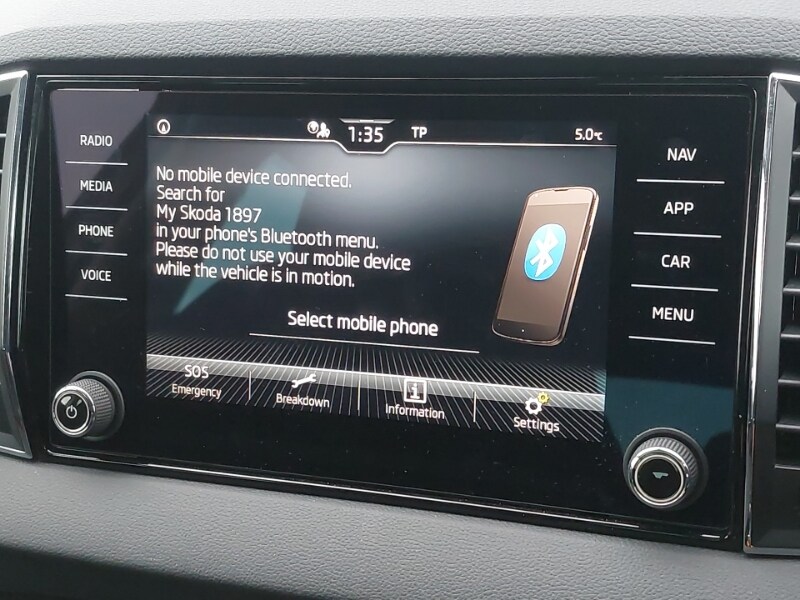 RADIO
MEDIA
PHONE
VOICE
1:35
TP
5.0°C
No mobile device connected.
Search for
My Skoda 1897
in your phone's Bluetooth menu.
Please do not use your mobile device
while the vehicle is in motion.
Select mobile phone
SOS
Emergency
Breakdown
i
Information
Settings
NAV
APP
CAR
MENU